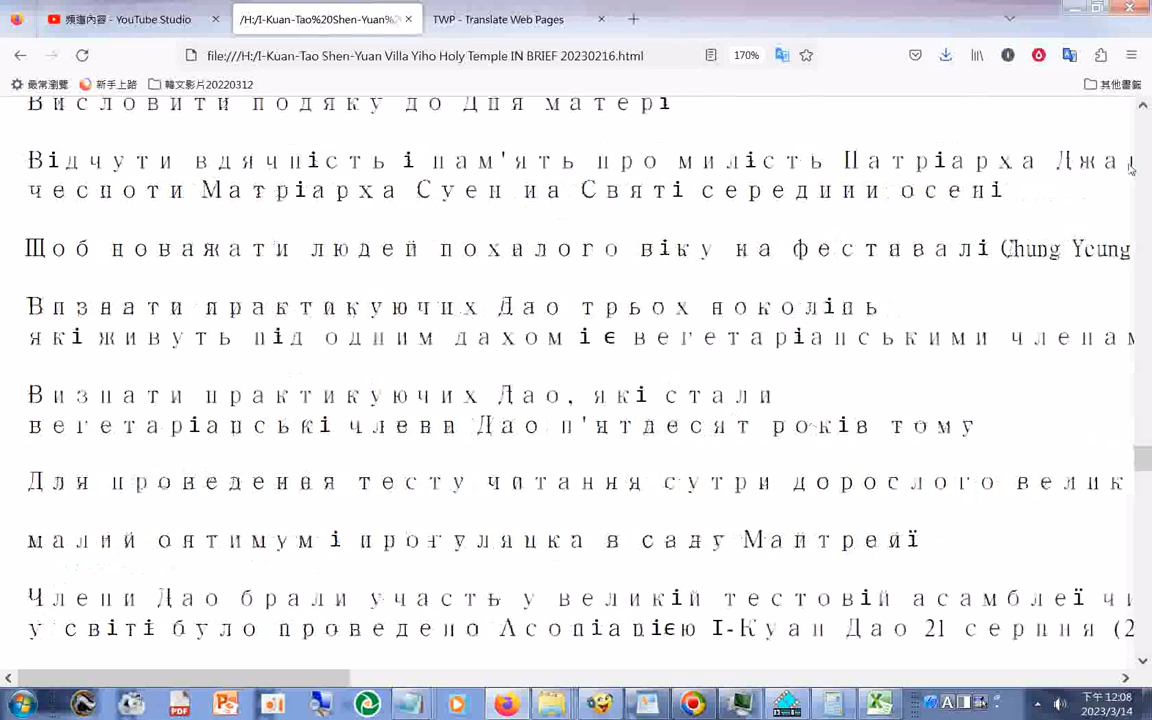 頻道內容 - YouTube Studio
/H:/I-Kuan-Tao%20Shen-Yuan%
TWP - Translate Web Pages
file:///H:/I-Kuan-Tao Shen-Yuan Villa Yiho Holy Temple IN BRIEF 20230216.html
170%
最常瀏覽 新手上路 韓文影片20220312 其他書籤
Висловити подяку до Дня матері
Відчути вдячність і пам'ять про милість Патріарха Джа
чесноти Матріарха Суен на Святі середини осені
Щоб поважати людей похилого віку на фестивалі (Chung Yeung
Визнати практикуючих Дао трьох поколінь
які живуть під одним дахом і є вегетаріанськими членам
Визнати практикуючих Дао, які стали
вегетаріанські члени Дао п'ятдесят років тому
Для проведення тесту читання сутри дорослого велик
малий оптимум і прогулянка в саду Майтрейї
Члени Дао брали участь у великій тестовій асамблеї чи
у світі було проведено Асоціацією І-Куан Дао 21 серпня (2
下午 12:08
2023/3/14